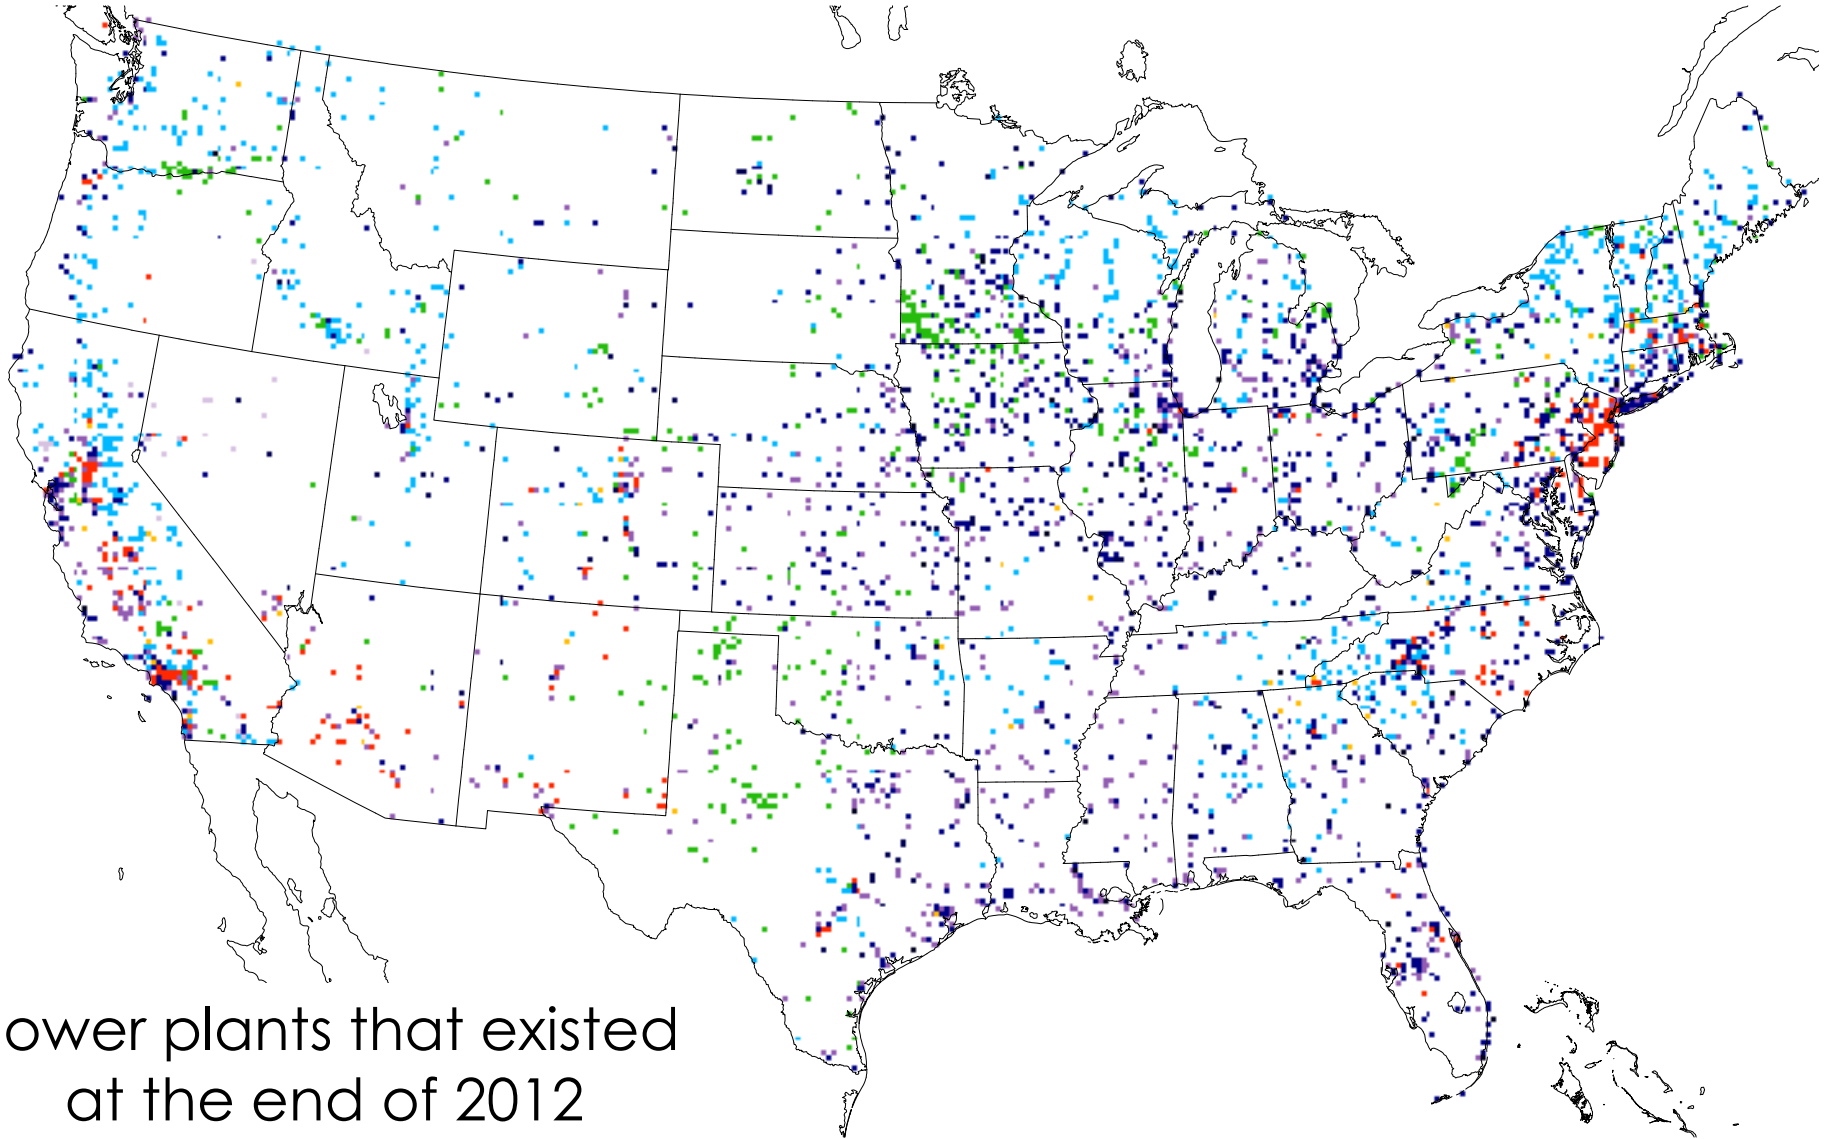 ower plants that existed
at the end of 2012